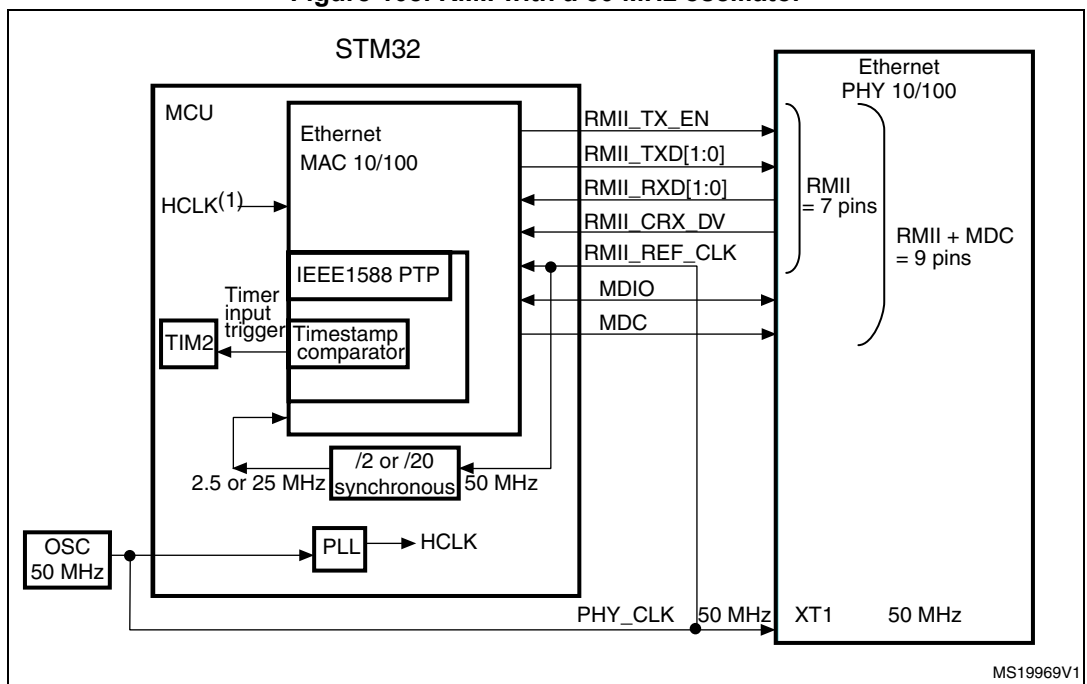 STM32
MCU
Ethernet
MAC 10/100
HCLK(1)
IEEE1588 PTP
Timer
input
trigger
TIM2
Timestamp
comparator
/2 or /20
synchronous
2.5 or 25 MHz
50 MHz
OSC
50 MHz
PLL
HCLK
RMII_TX_EN
RMII_TXD[1:0]
RMII_RXD[1:0]
RMII_CRX_DV
RMII_REF_CLK
MDIO
MDC
Ethernet
PHY 10/100
RMII
= 7 pins
RMII + MDC
= 9 pins
PHY_CLK
50 MHz
XT1
50 MHz
MS19969V1